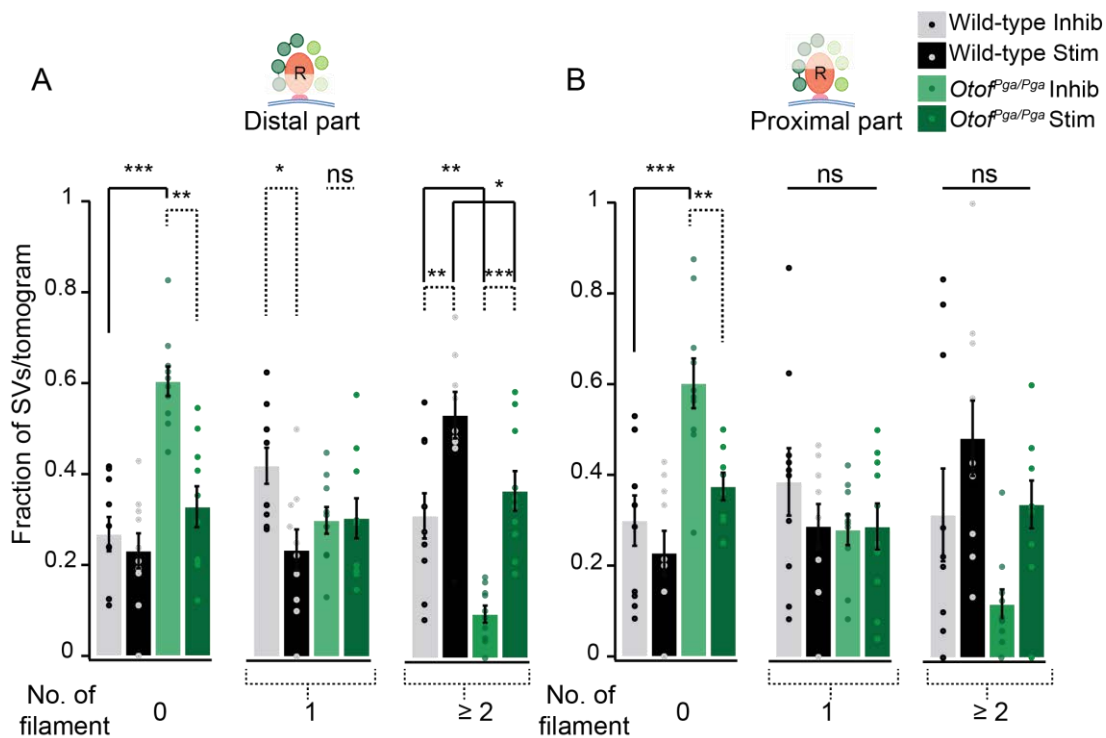 Wild-type Inhib
Wild-type Stim
Otof^Pga/Pga Inhib
Otof^Pga/Pga Stim
A
R
Distal part
B
R
Proximal part
*** ** * ns ** * ** ***
*** ** ns ns
Fraction of SVs/tomogram
1
0.8
0.6
0.4
0.2
0
1
0.8
0.6
0.4
0.2
0
No. of
filament
0 1 ≥ 2
No. of
filament
0 1 ≥2